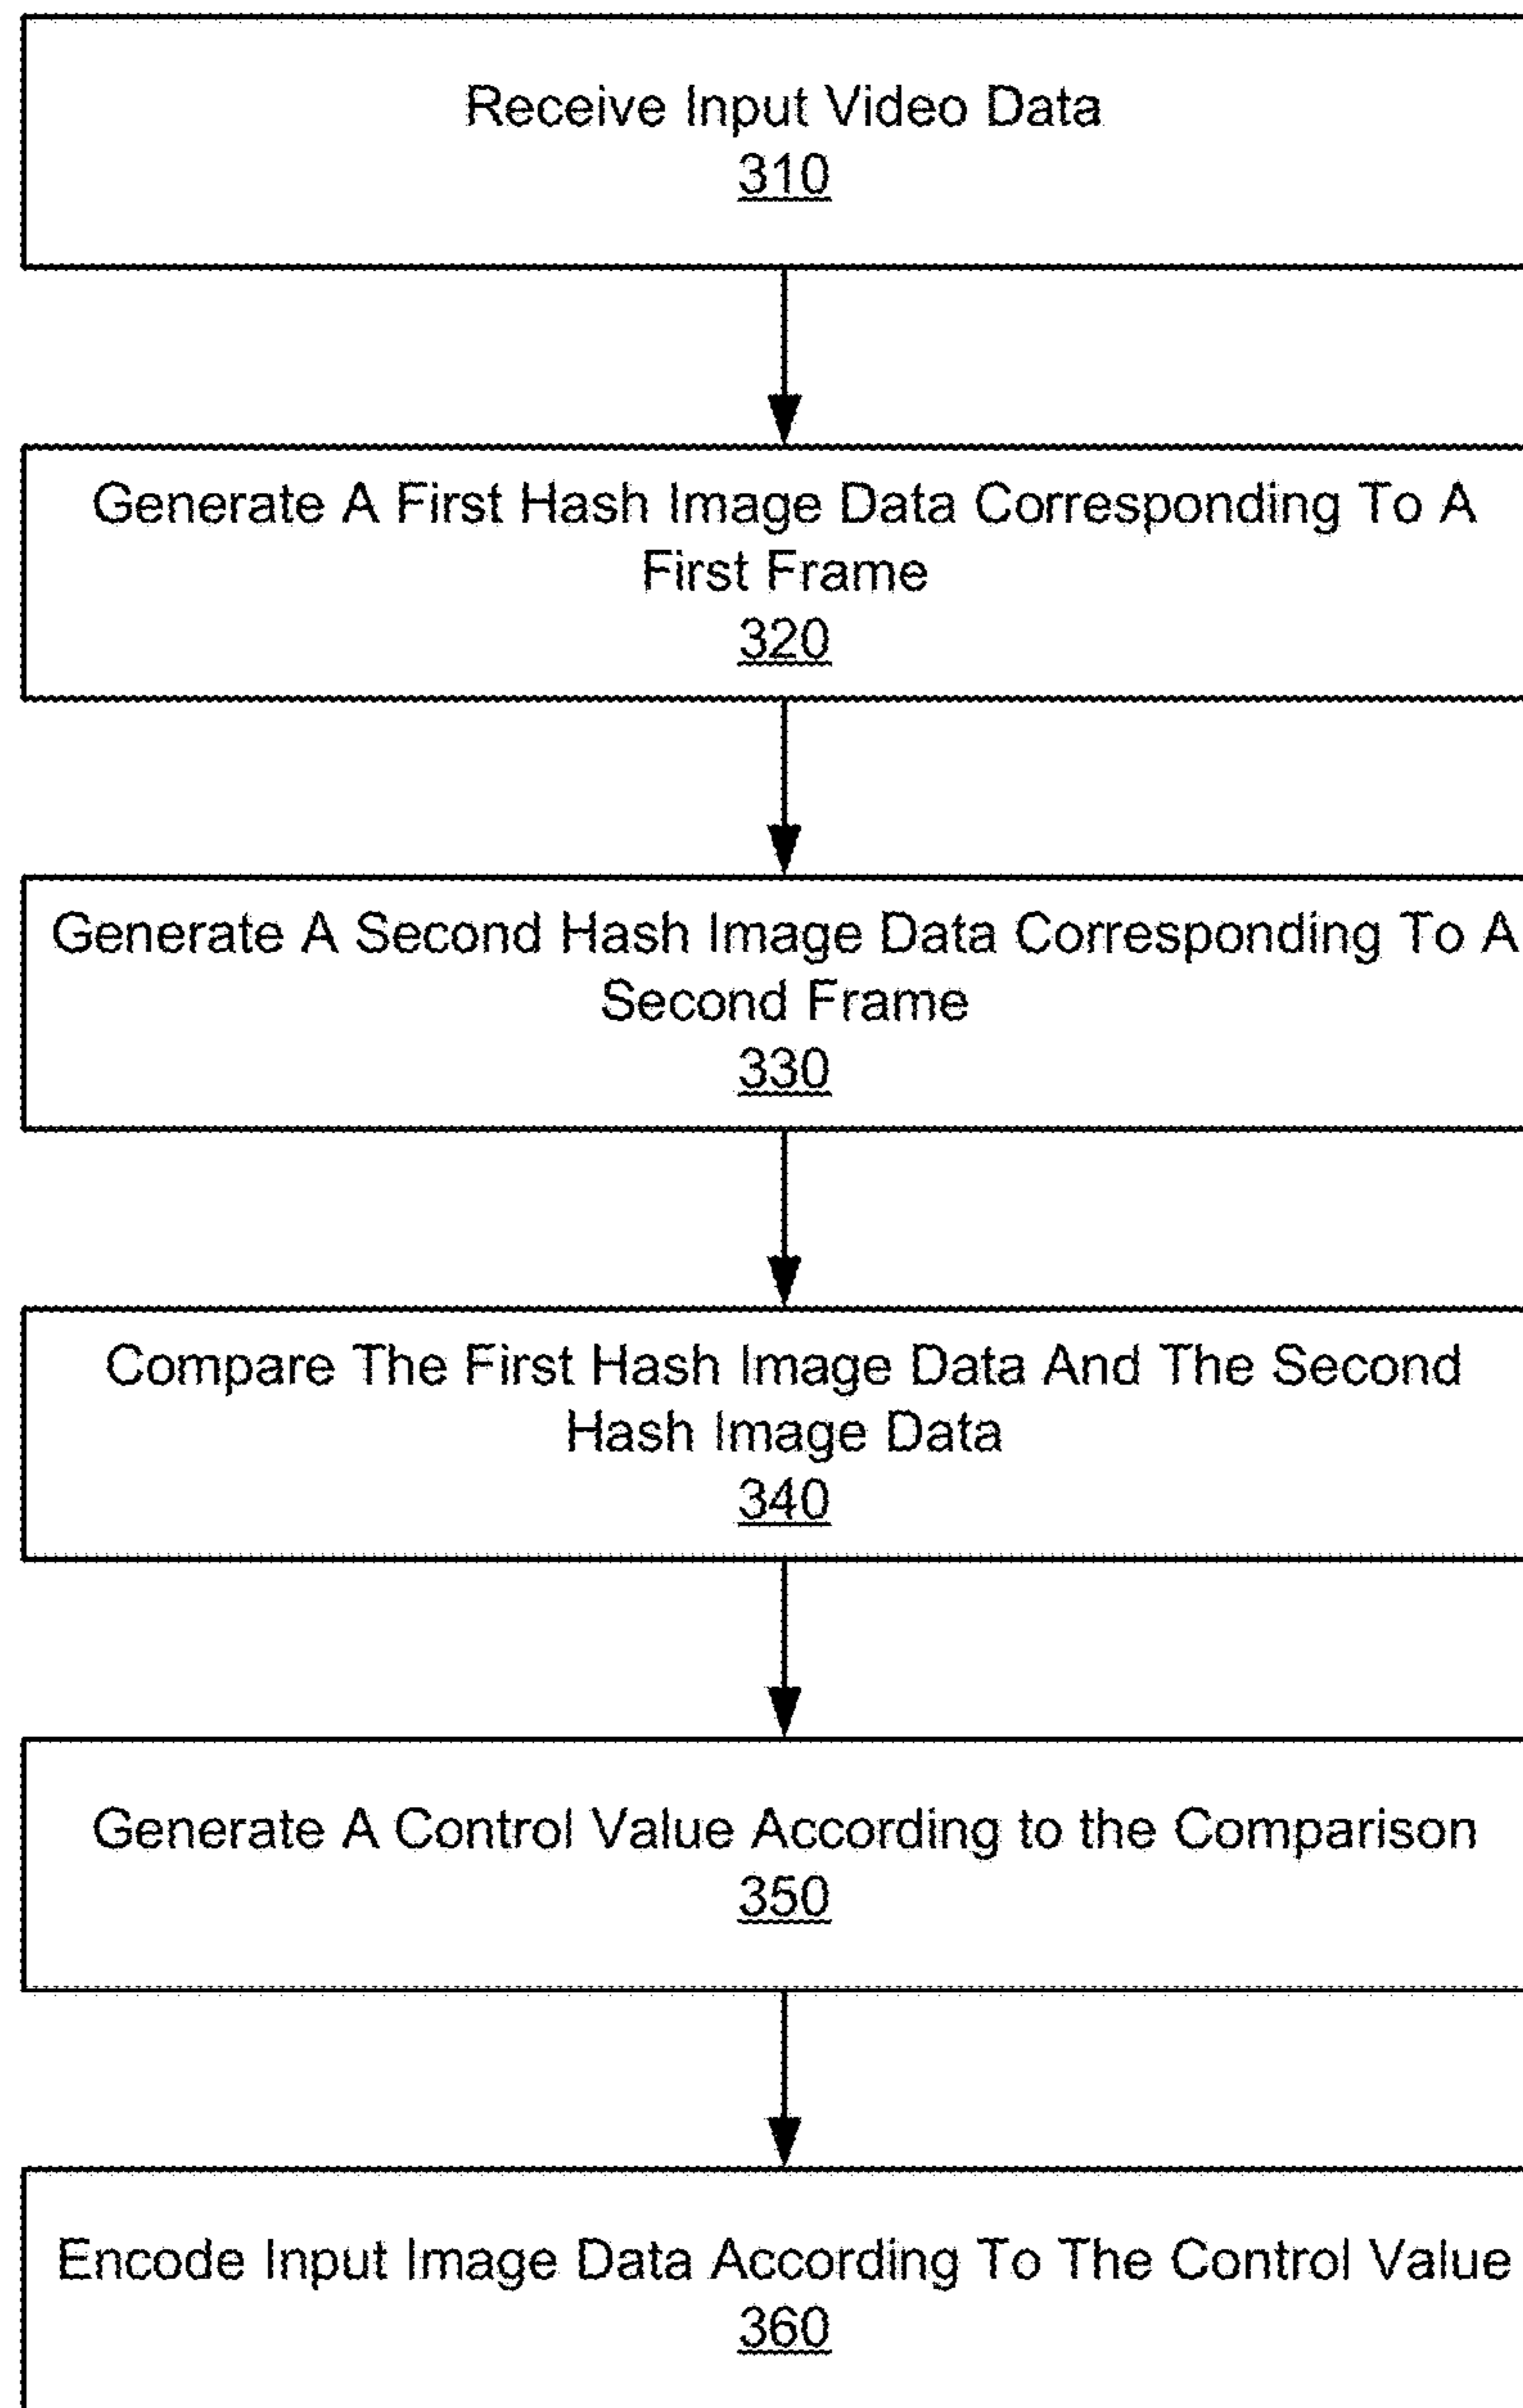 Receive Input Video Data
310
Generate A First Hash Image Data Corresponding To A
First Frame
320
Generate A Second Hash Image Data Corresponding To A
Second Frame
330
Compare The First Hash Image Data And The Second
Hash Image Data
340
Generate A Control Value According to the Comparison
350
Encode Input Image Data According To The Control Value
360